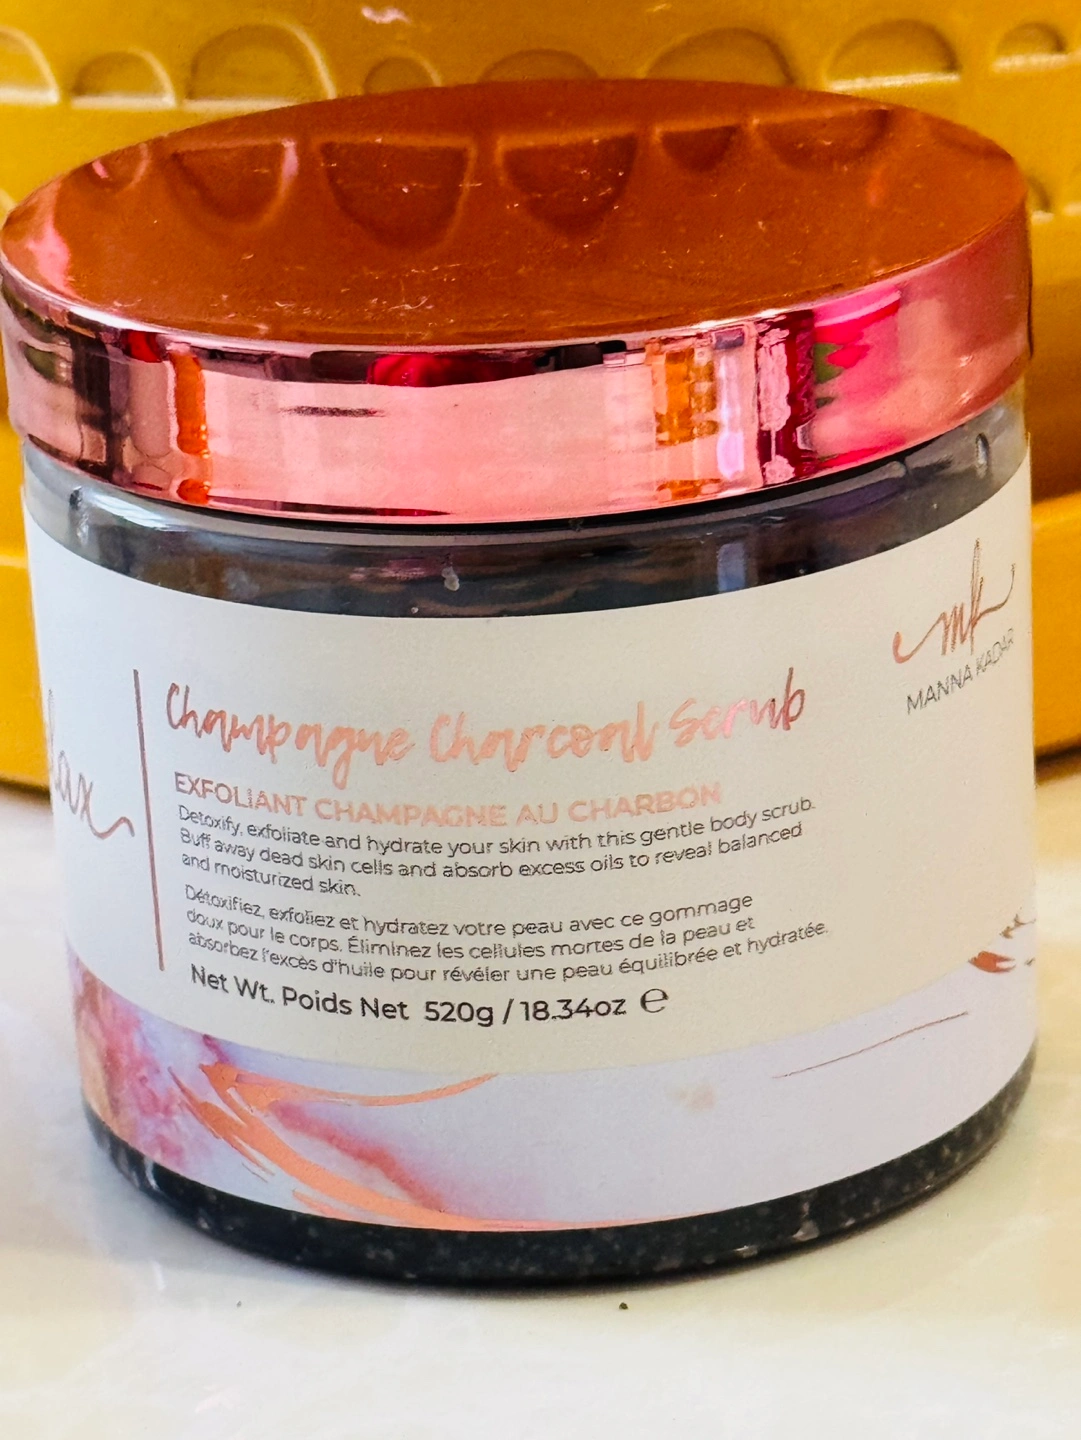 mk
MANNA KADAR
Champagne Charcoal Scrub
EXFOLIANT CHAMPAGNE AU CHARBON
Detoxify, exfoliate and hydrate your skin with this gentle body scrub.
Buff away dead skin cells and absorb excess oils to reveal balanced
and moisturized skin.
Détoxifiez, exfoliez et hydratez votre peau avec ce gommage
doux pour le corps. Éliminez les cellules mortes de la peau et
absorbez l'excès d'huile pour révéler une peau équilibrée et hydratée.
Net Wt. Poids Net 520g / 18.34oz ℮